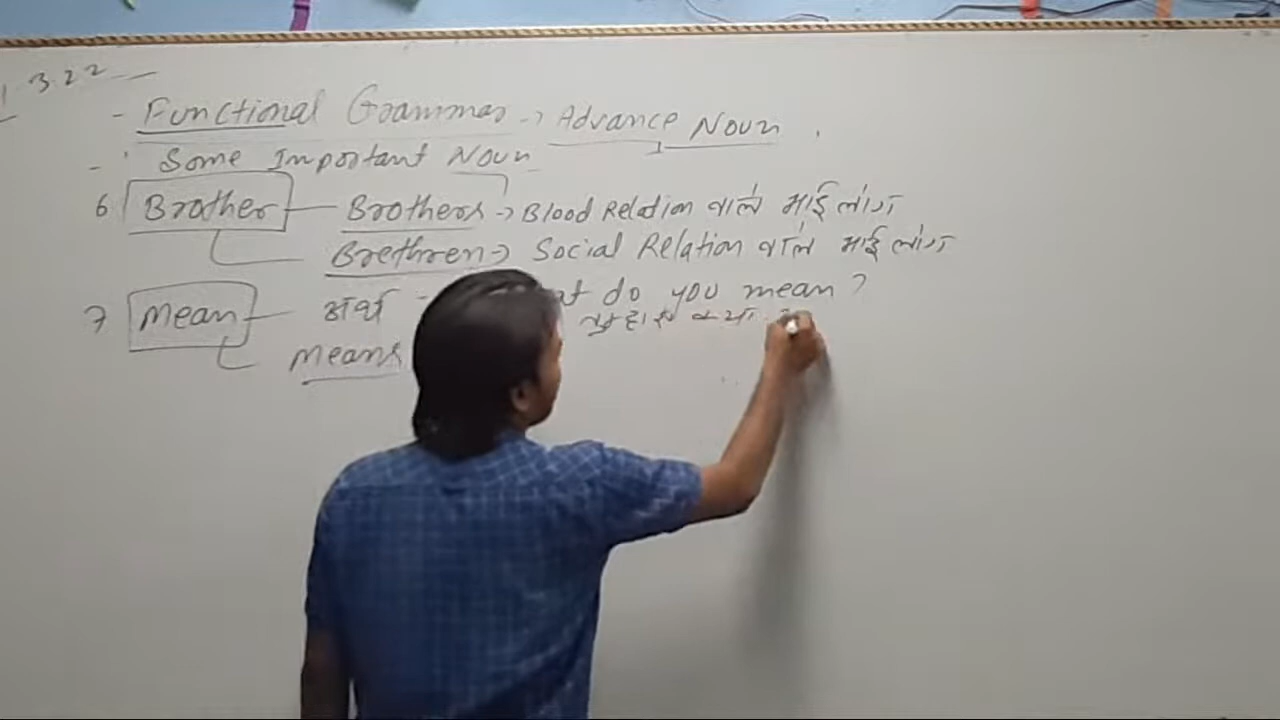 3.22 —
- Functional Grammar → Advance Noun.
- Some Important Noun
6 Brother — Brothers → Blood Relation वाले भाई लोग
Brethren → Social Relation वाले भाई लोग
7 Mean — अर्थ - do you mean?
तुम्हारा क्या
Means